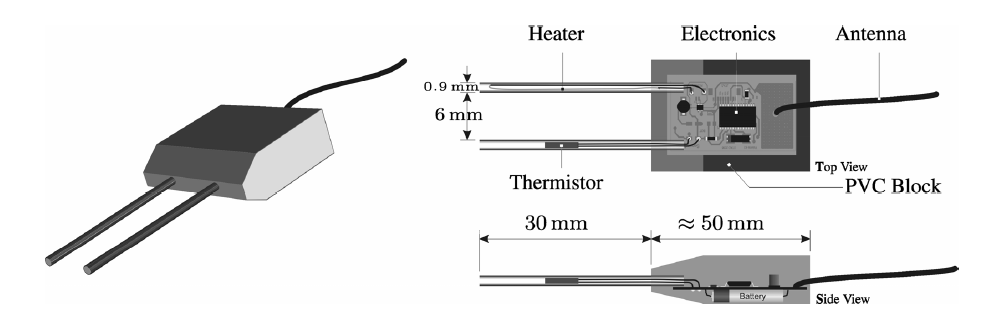 Heater
Electronics
Antenna
0.9 mm
6 mm
Thermistor
Top View
PVC Block
30 mm
≈ 50 mm
Battery
Side View